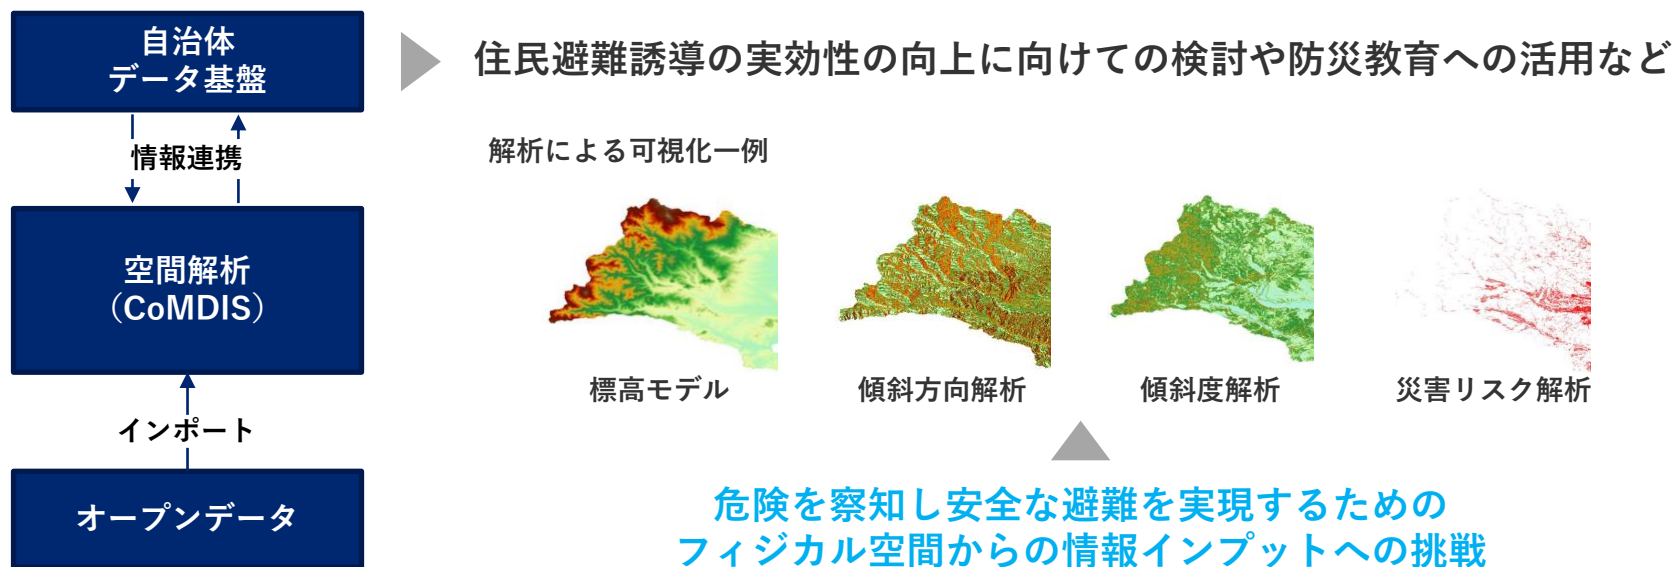 自治体
データ基盤
住民避難誘導の実効性の向上に向けての検討や防災教育への活用など
情報連携
解析による可視化一例
空間解析
（CoMDIS）
標高モデル
傾斜方向解析
傾斜度解析
災害リスク解析
インポート
オープンデータ
危険を察知し安全な避難を実現するための
フィジカル空間からの情報インプットへの挑戦